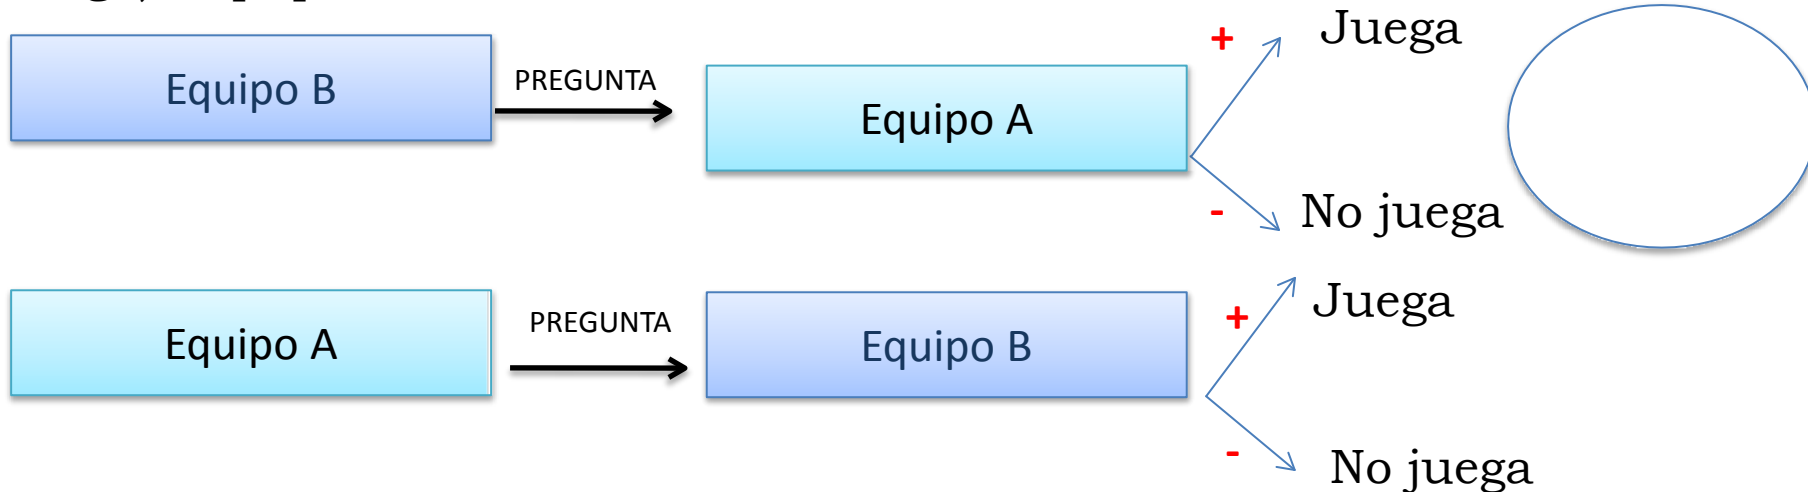 Equipo B
PREGUNTA
Equipo A
+
Juega
-
No juega
Equipo A
PREGUNTA
Equipo B
+
Juega
-
No juega